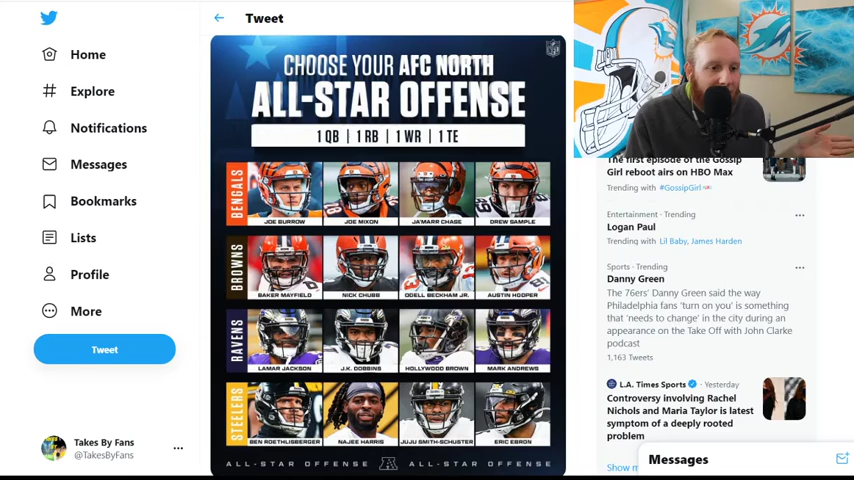 Home
Explore
Notifications
Messages
Bookmarks
Lists
Profile
More
Tweet
Takes By Fans
@TakesByFans
Tweet
NFL
CHOOSE YOUR AFC NORTH
ALL-STAR OFFENSE
1 QB | 1 RB | 1 WR | 1 TE
BENGALS
JOE BURROW
JOE MIXON
JA'MARR CHASE
DREW SAMPLE
BROWNS
BAKER MAYFIELD
NICK CHUBB
ODELL BECKHAM JR.
AUSTIN HOOPER
RAVENS
LAMAR JACKSON
J.K. DOBBINS
HOLLYWOOD BROWN
MARK ANDREWS
STEELERS
BEN ROETHLISBERGER
NAJEE HARRIS
JUJU SMITH-SCHUSTER
ERIC EBRON
ALL-STAR OFFENSE
ALL-STAR OFFENSE
The first episode of the Gossip
Girl reboot airs on HBO Max
Trending with #GossipGirl
Entertainment · Trending
Logan Paul
Trending with Lil Baby, James Harden
Sports · Trending
Danny Green
The 76ers' Danny Green said the way
Philadelphia fans 'turn on you' is something
that 'needs to change' in the city during an
appearance on the Take Off with John Clarke
podcast
1,163 Tweets
L.A. Times Sports · Yesterday
Controversy involving Rachel
Nichols and Maria Taylor is latest
symptom of a deeply rooted
problem
Show
Messages